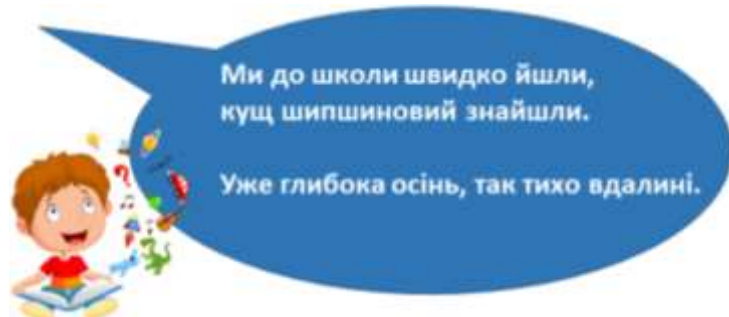 Ми до школи швидко йшли,
кущ шипшиновий знайшли.
Уже глибока осінь, так тихо вдалині.